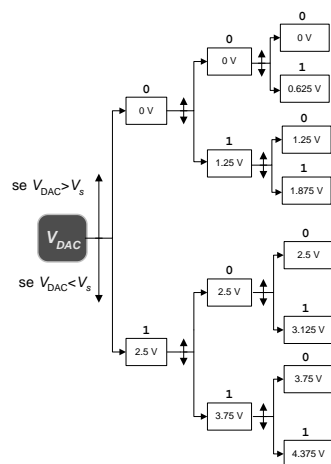 0
0 V
0
0 V
1
0.625 V
0
0 V
1
1.25 V
0
1.25 V
1
1.875 V
se V_DAC>V_s
V_DAC
se V_DAC<V_s
1
2.5 V
0
2.5 V
0
2.5 V
1
3.125 V
1
3.75 V
0
3.75 V
1
4.375 V